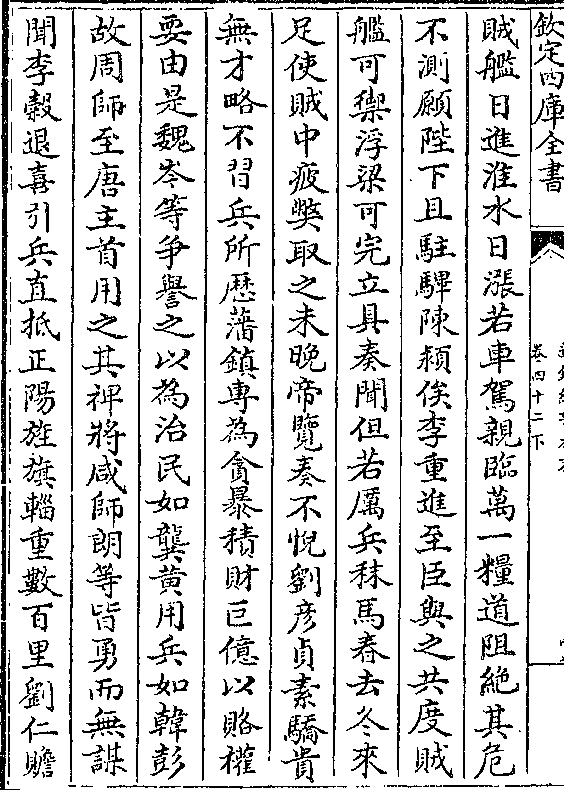 欽定四庫全書
卷四十二下
賊艦日進淮水日漲若車駕親臨萬一糧道阻絶其危
不測願陛下且駐驆陳頴俟李重進至臣與之共度賊
艦可禦浮梁可完立具奏聞但若厲兵秣馬春去冬來
足使賊中疲獘取之未晚帝覽奏不悦劉彦貞素驕貴
無才略不習兵所歴藩鎮專為貪暴積財巨億以賂權
要由是魏岑等争譽之以為治民如龔黄用兵如韓彭
故周師至唐主首用之其裨將咸師朗等皆勇而無謀
聞李榖退喜引兵直抵正陽旌旗輜重數百里劉仁贍